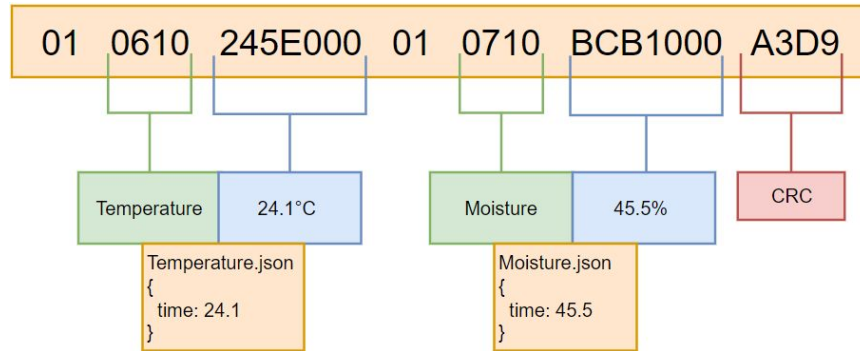 01 0610 245E000 01 0710 BCB1000 A3D9
Temperature 24.1°C Moisture 45.5% CRC
Temperature.json
{
time: 24.1
}
Moisture.json
{
time: 45.5
}